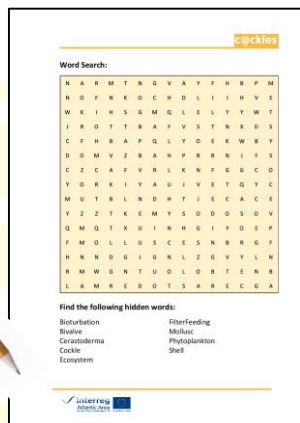 c@ckles
Word Search:
N A R M T N G V A Y F H B P M
N O F N K O C H D L I I H V E
W K I H S G M Q L E L Y Y W T
J R O T T B A F V S T N X D S
C F H B A P Q L Y D E K W B Y
D O M V Z B A H P R R N J F S
C Z C A F V R L K N F G G C O
Y O R K I Y A U J V E T Q Y C
M U T B L N D H T J E C A C E
Y Z Z T K E M Y S O D O S O V
Q M Q T X U I N H G I Y O E P
F M O L L U S C E S N B R G F
H N N D G J G N L Z G V Y L N
R M W G N T U O L O B T E N B
L A M R E D O T S A R E C G A
Find the following hidden words:
Bioturbation FilterFeeding
Bivalve Mollusc
Cerastoderma Phytoplankton
Cockle Shell
Ecosystem
Interreg
Atlantic Area